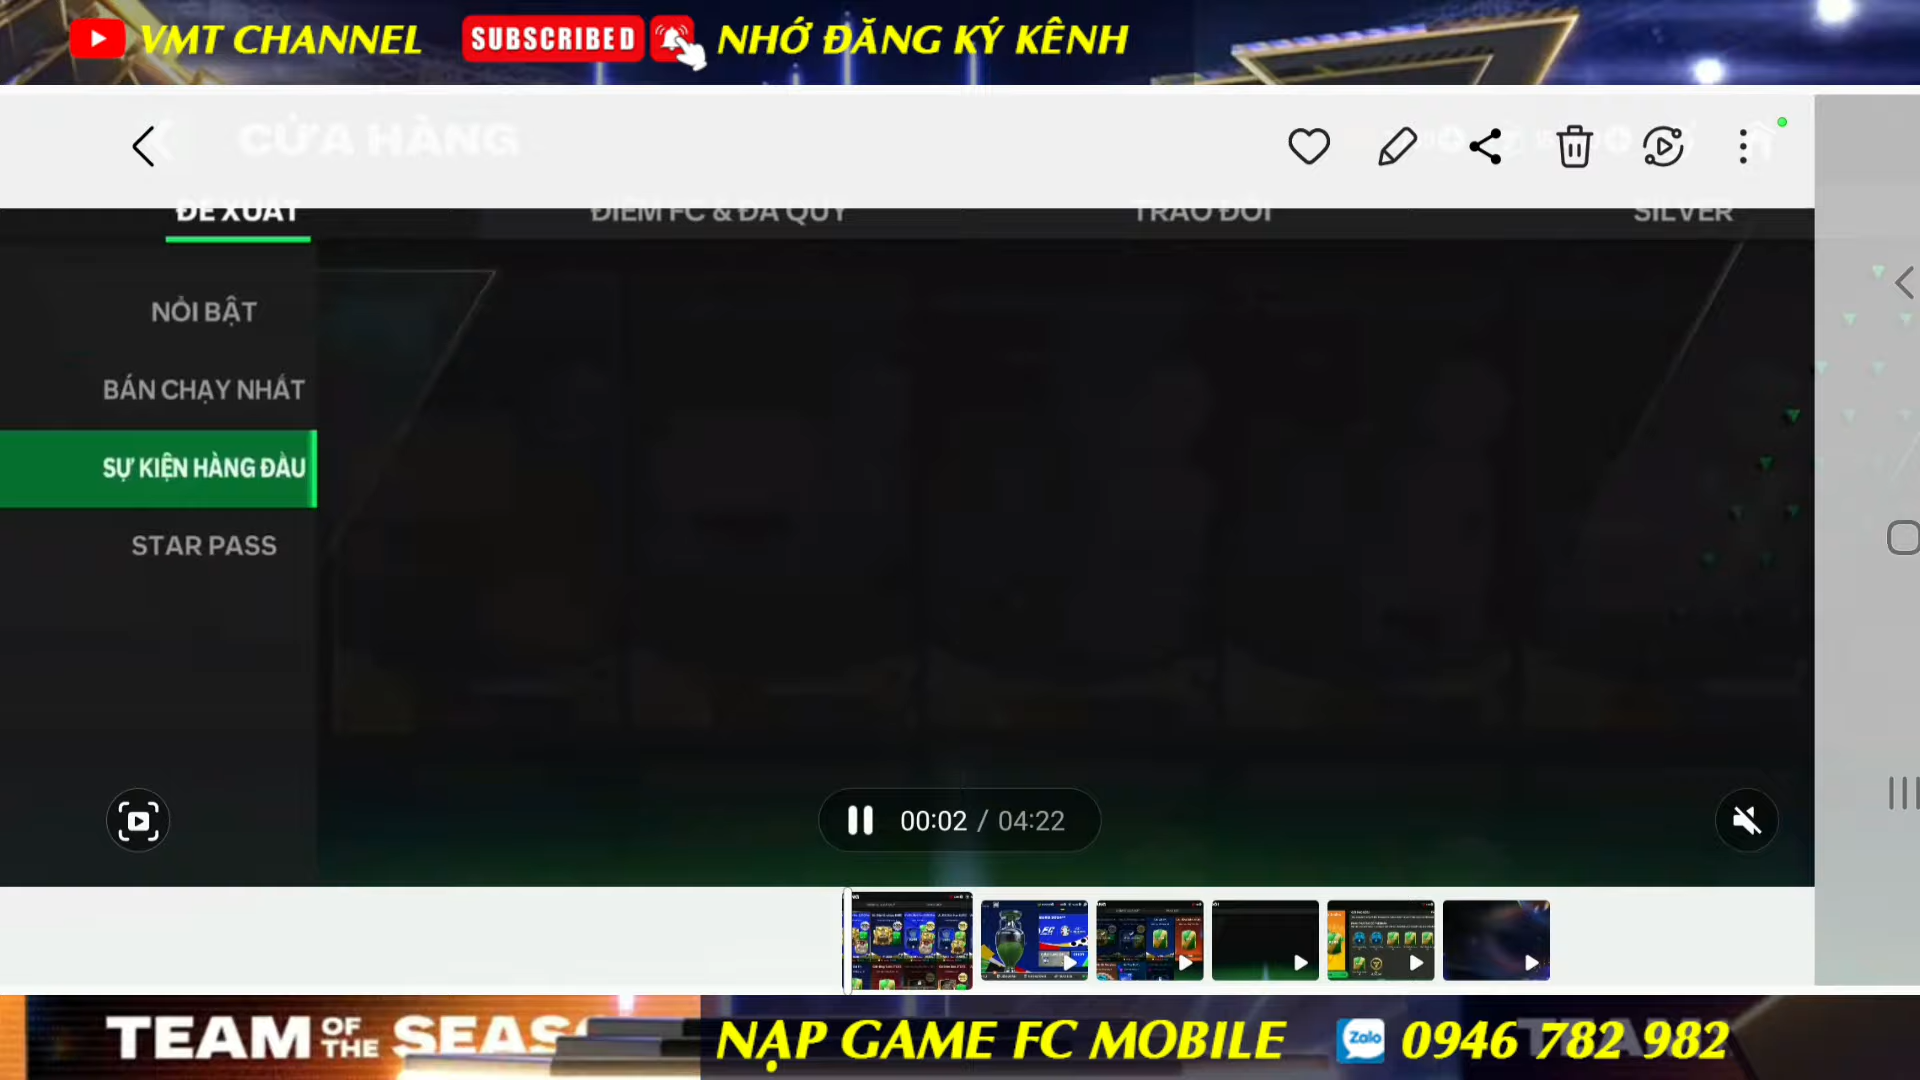 VMT CHANNEL SUBSCRIBED NHỚ ĐĂNG KÝ KÊNH
CỬA HÀNG
ĐỀ XUẤT ĐIỂM FC & ĐÁ QUÝ TRAO ĐỔI SILVER
NỔI BẬT
BÁN CHẠY NHẤT
SỰ KIỆN HÀNG ĐẦU
STAR PASS
00:02 / 04:22
TEAM OF THE SEAS NẠP GAME FC MOBILE Zalo 0946 782 982